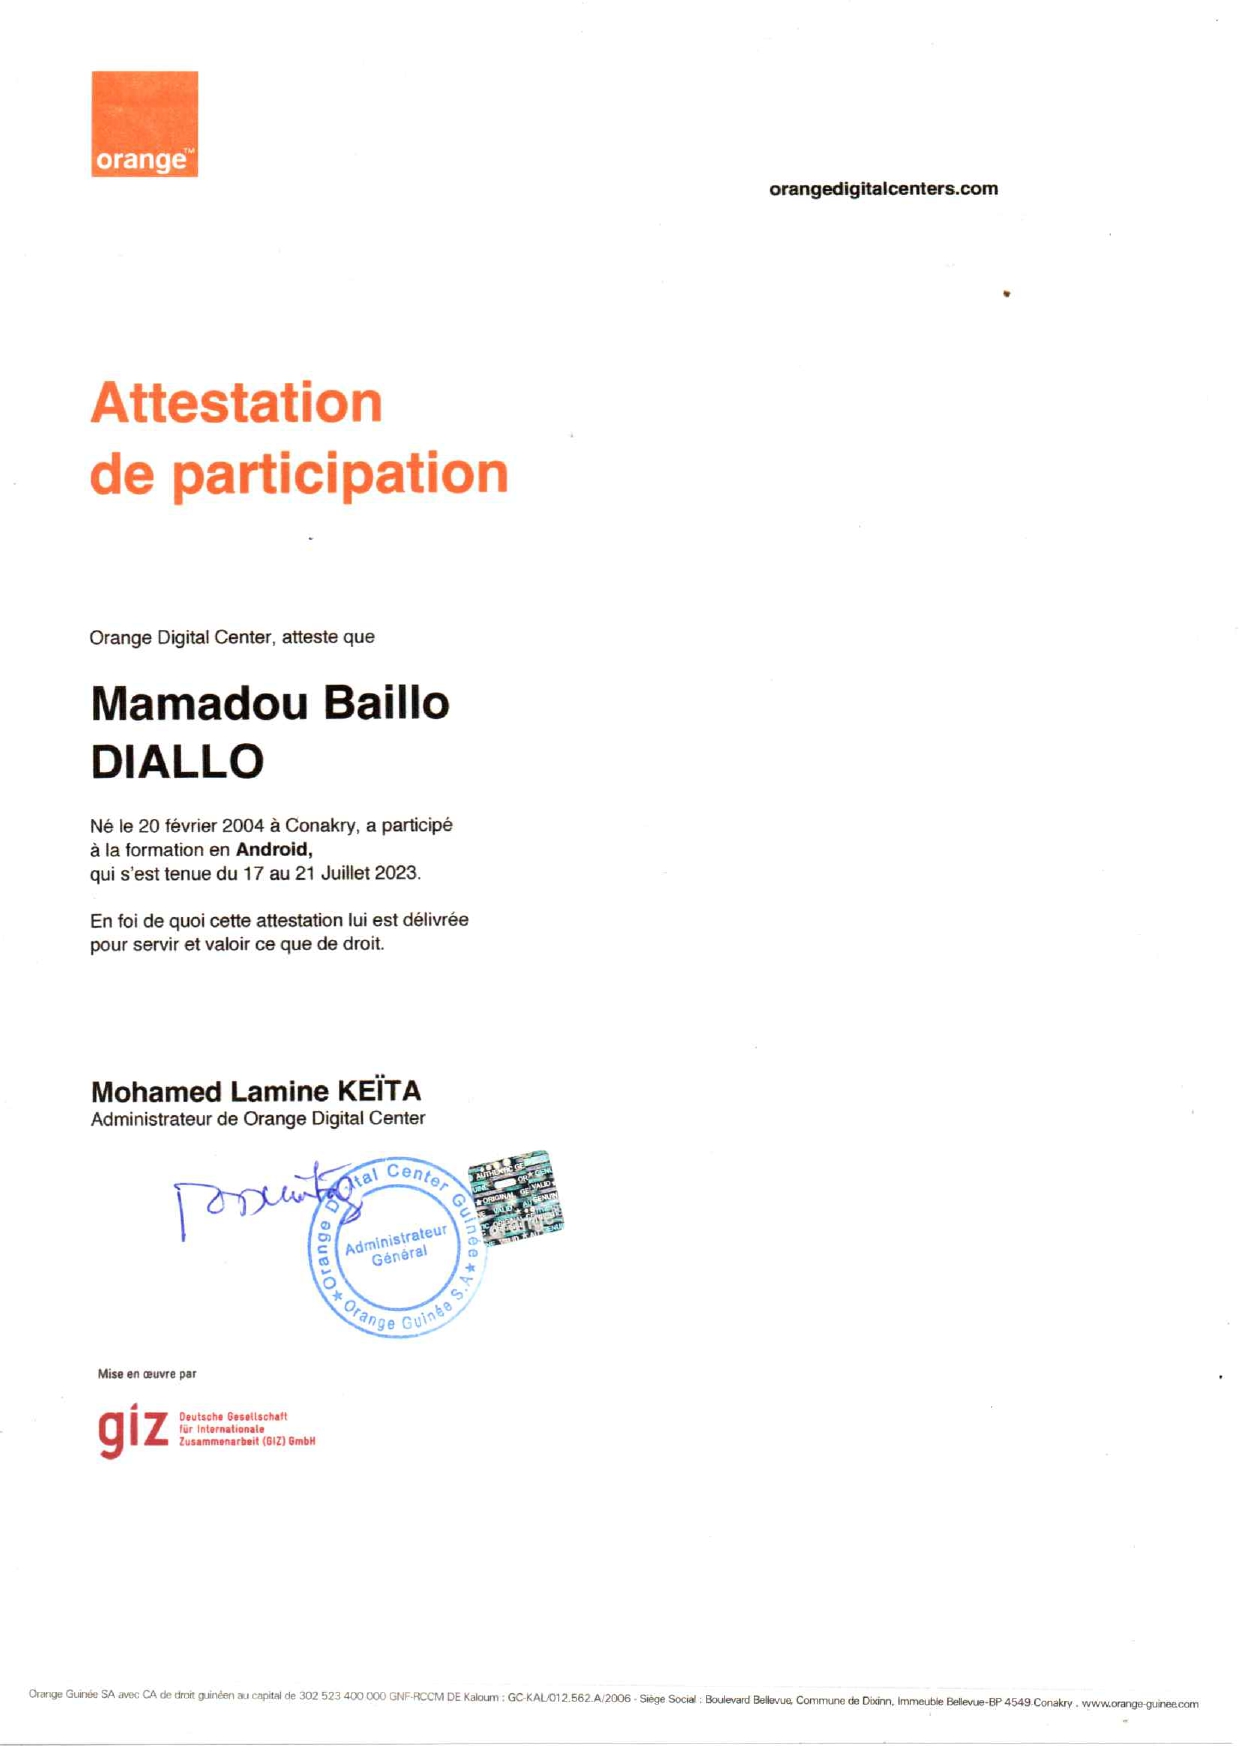 orange™
orangedigitalcenters.com
Attestation
de participation
Orange Digital Center, atteste que
Mamadou Baillo
DIALLO
Né le 20 février 2004 à Conakry, a participé
à la formation en Android,
qui s'est tenue du 17 au 21 Juillet 2023.
En foi de quoi cette attestation lui est délivrée
pour servir et valoir ce que de droit.
Mohamed Lamine KEÏTA
Administrateur de Orange Digital Center
Orange Digital Center Guinée
Administrateur
Général
Orange Guinée S.A
AUTHENTIC
ORIGINAL
VALID
orange
Mise en œuvre par
giz
Deutsche Gesellschaft
für Internationale
Zusammenarbeit (GIZ) GmbH
Orange Guinée SA avec CA de droit guinéen au capital de 302 523 400 000 GNF-RCCM DE Kaloum : GC-KAL/012.562.A/2006 - Siège Social : Boulevard Bellevue, Commune de Dixinn, Immeuble Bellevue-BP 4549 Conakry . www.orange-guinee.com